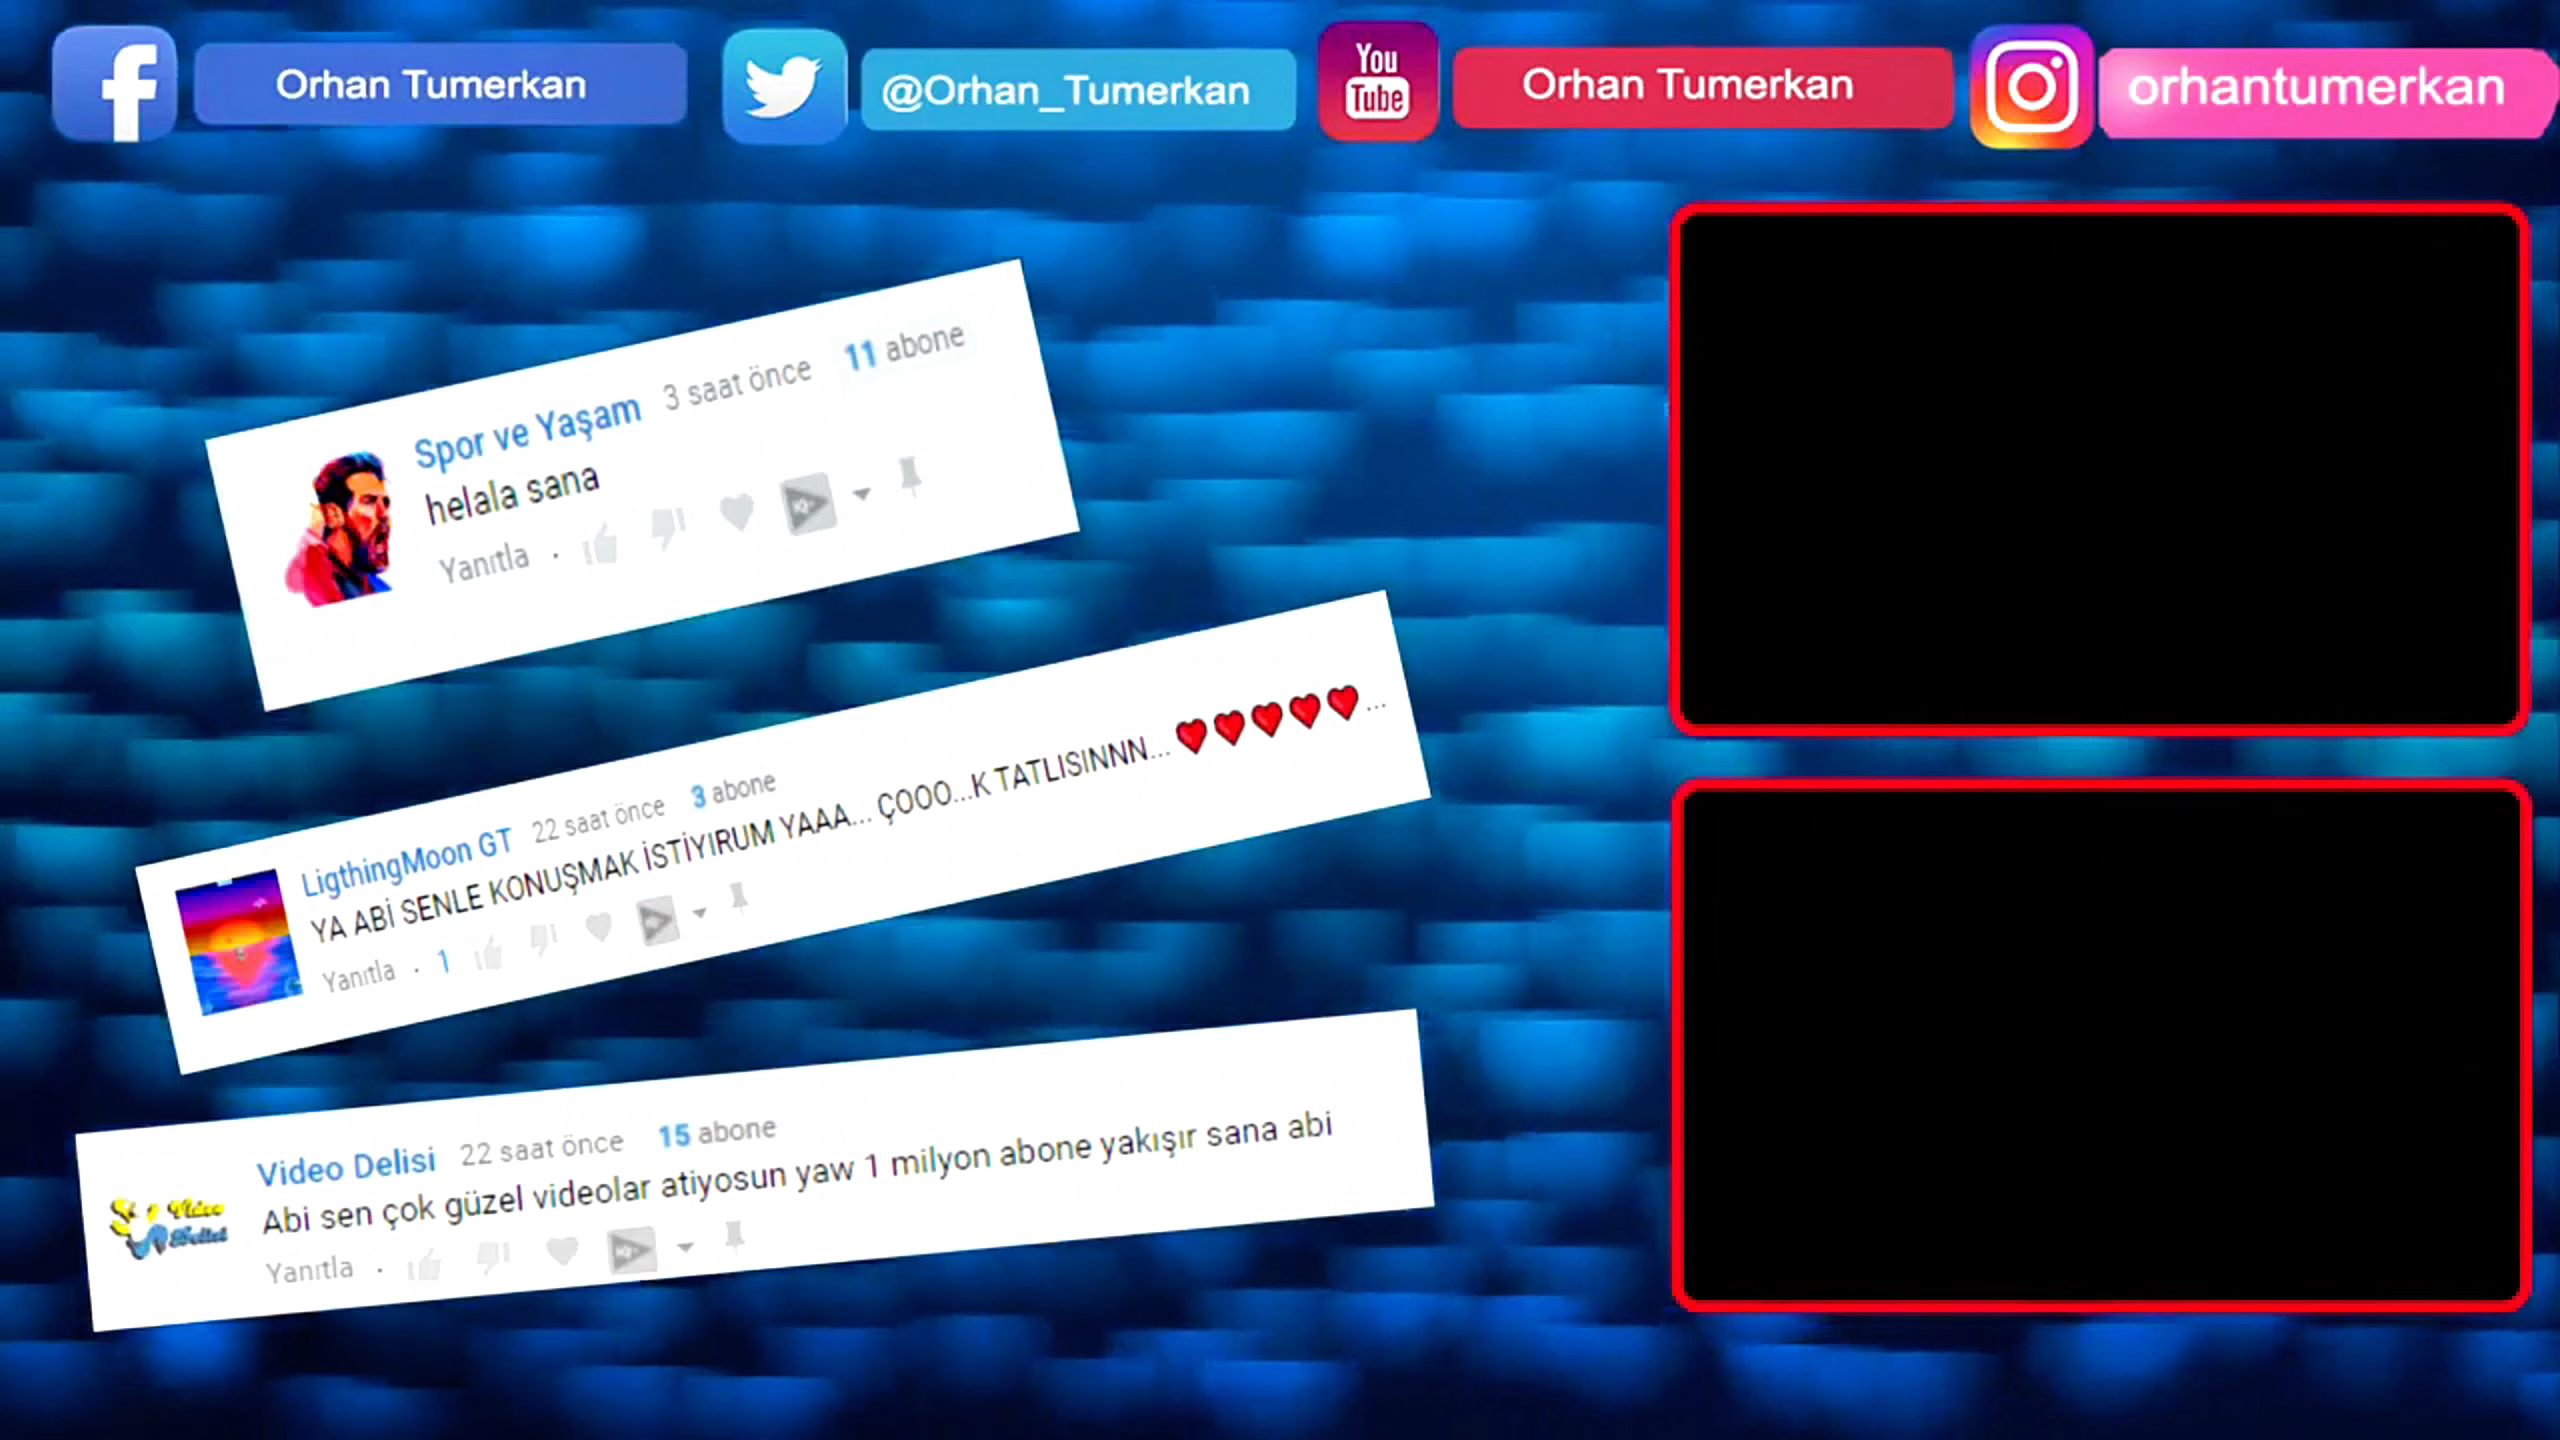 Orhan Tumerkan
@Orhan_Tumerkan
You
Tube
Orhan Tumerkan
orhantumerkan
Spor ve Yaşam 3 saat önce 11 abone
helala sana
Yanıtla ·
LigthingMoon GT 22 saat önce 3 abone
YA ABİ SENLE KONUŞMAK İSTİYIRUM YAAA... ÇOOO...K TATLISINNN... ♥♥♥♥♥...
Yanıtla · 1
Video Delisi 22 saat önce 15 abone
Abi sen çok güzel videolar atiyosun yaw 1 milyon abone yakışır sana abi
Yanıtla ·